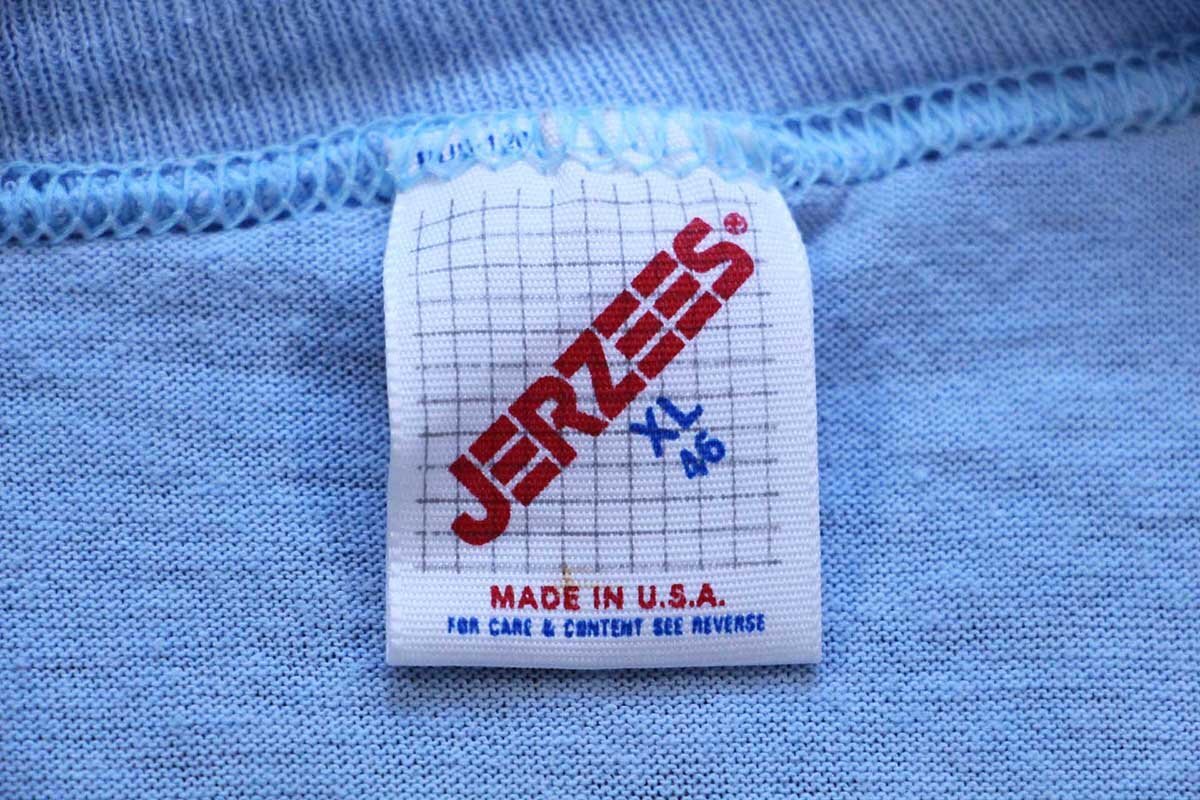 JERZEES®
XL
46
MADE IN U.S.A.
FOR CARE & CONTENT SEE REVERSE